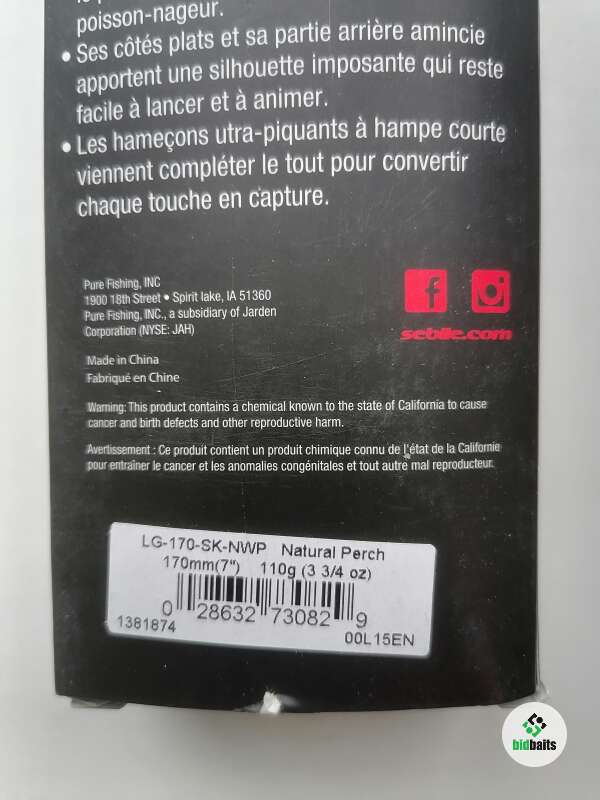 poisson-nageur.
• Ses côtés plats et sa partie arrière amincie
apportent une silhouette imposante qui reste
facile à lancer et à animer.
• Les hameçons utra-piquants à hampe courte
viennent compléter le tout pour convertir
chaque touche en capture.
Pure Fishing, INC
1900 18th Street • Spirit lake, IA 51360
Pure Fishing, INC., a subsidiary of Jarden
Corporation (NYSE: JAH)
sebile.com
Made in China
Fabriqué en Chine
Warning: This product contains a chemical known to the state of California to cause
cancer and birth defects and other reproductive harm.
Avertissement : Ce produit contient un produit chimique connu de l'état de la Californie
pour entraîner le cancer et les anomalies congénitales et tout autre mal reproducteur.
LG-170-SK-NWP Natural Perch
170mm(7") 110g (3 3/4 oz)
0 28632 73082 9
1381874 00L15EN
bidbaits